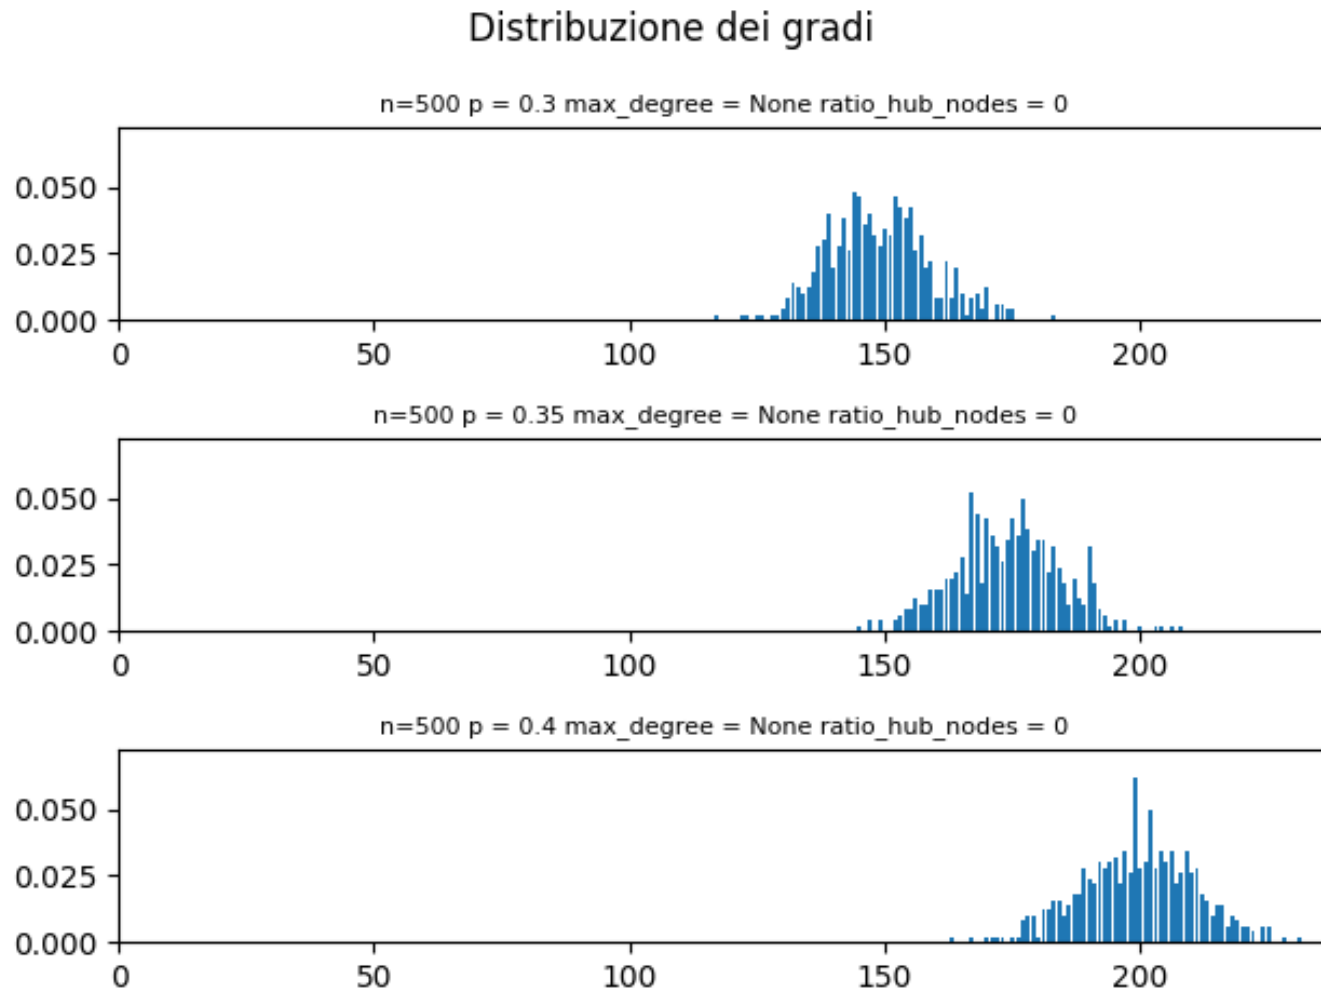 Distribuzione dei gradi
n=500 p = 0.3 max_degree = None ratio_hub_nodes = 0
0.050
0.025
0.000
0 50 100 150 200
n=500 p = 0.35 max_degree = None ratio_hub_nodes = 0
0.050
0.025
0.000
0 50 100 150 200
n=500 p = 0.4 max_degree = None ratio_hub_nodes = 0
0.050
0.025
0.000
0 50 100 150 200